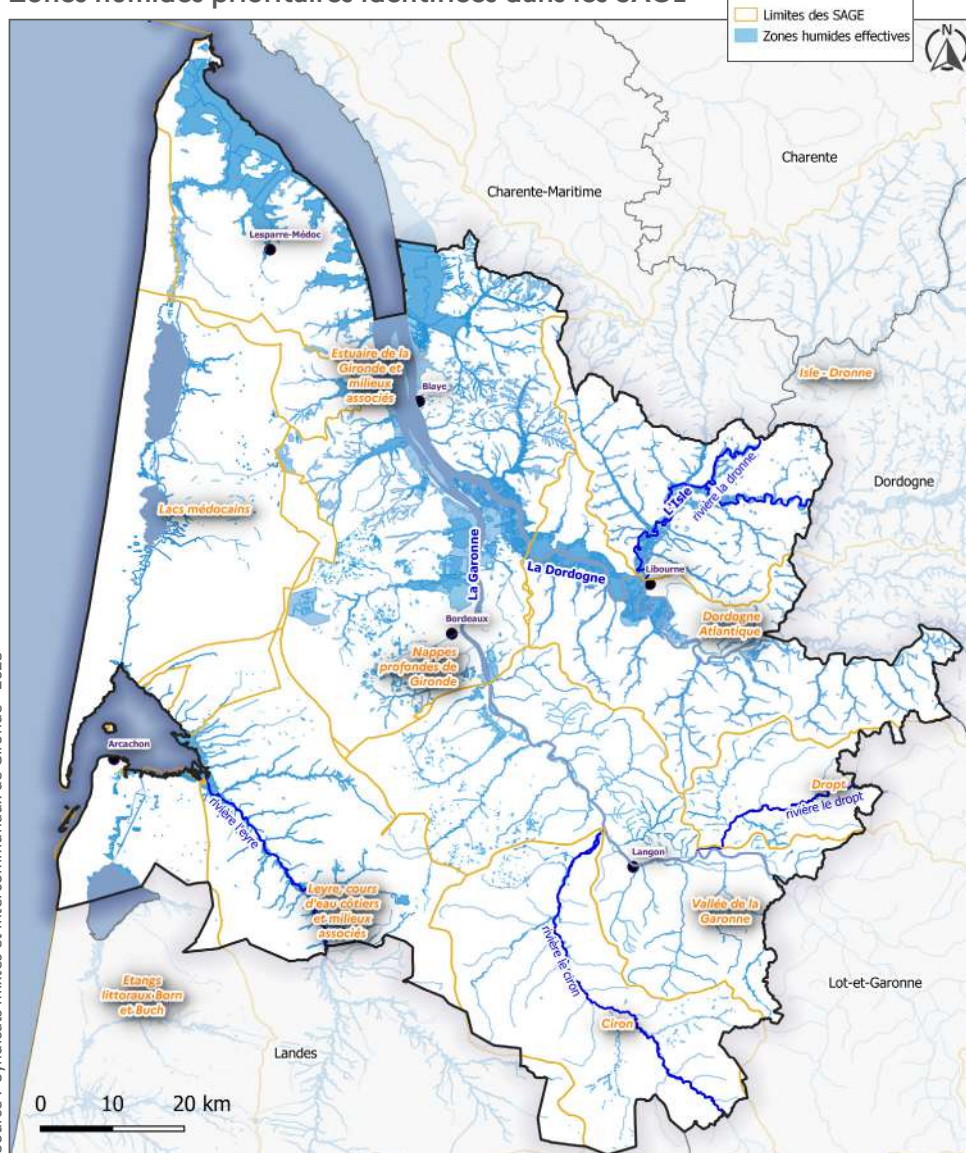 Zones humides prioritaires identifiées dans les SAGE
Limites des SAGE
Zones humides effectives
N
Charente
Charente-Maritime
Lesparre-Médoc
Estuaire de la
Gironde et
milieux
associés
Blaye
Isle - Dronne
Dordogne
L'Isle
rivière la dronne
Lacs médocains
La Garonne
La Dordogne
Libourne
Bordeaux
Dordogne
Atlantique
Nappes
profondes de
Gironde
Arcachon
rivière l'eyre
Dropt
rivière le dropt
Langon
Leyre, cours
d'eau côtiers
et milieux
associés
Vallée de la
Garonne
rivière le ciron
Lot-et-Garonne
Etangs
littoraux Born
et Buch
Ciron
Landes
0 10 20 km